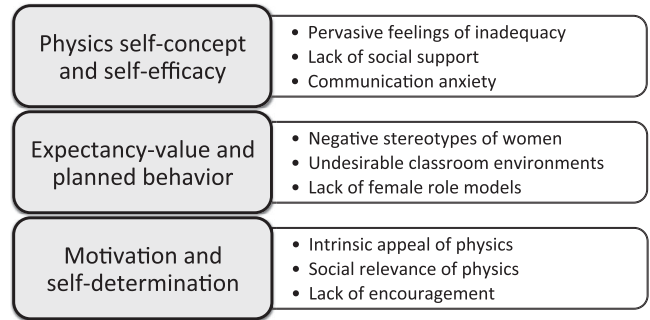 Physics self-concept
and self-efficacy
• Pervasive feelings of inadequacy
• Lack of social support
• Communication anxiety
Expectancy-value and
planned behavior
• Negative stereotypes of women
• Undesirable classroom environments
• Lack of female role models
Motivation and
self-determination
• Intrinsic appeal of physics
• Social relevance of physics
• Lack of encouragement